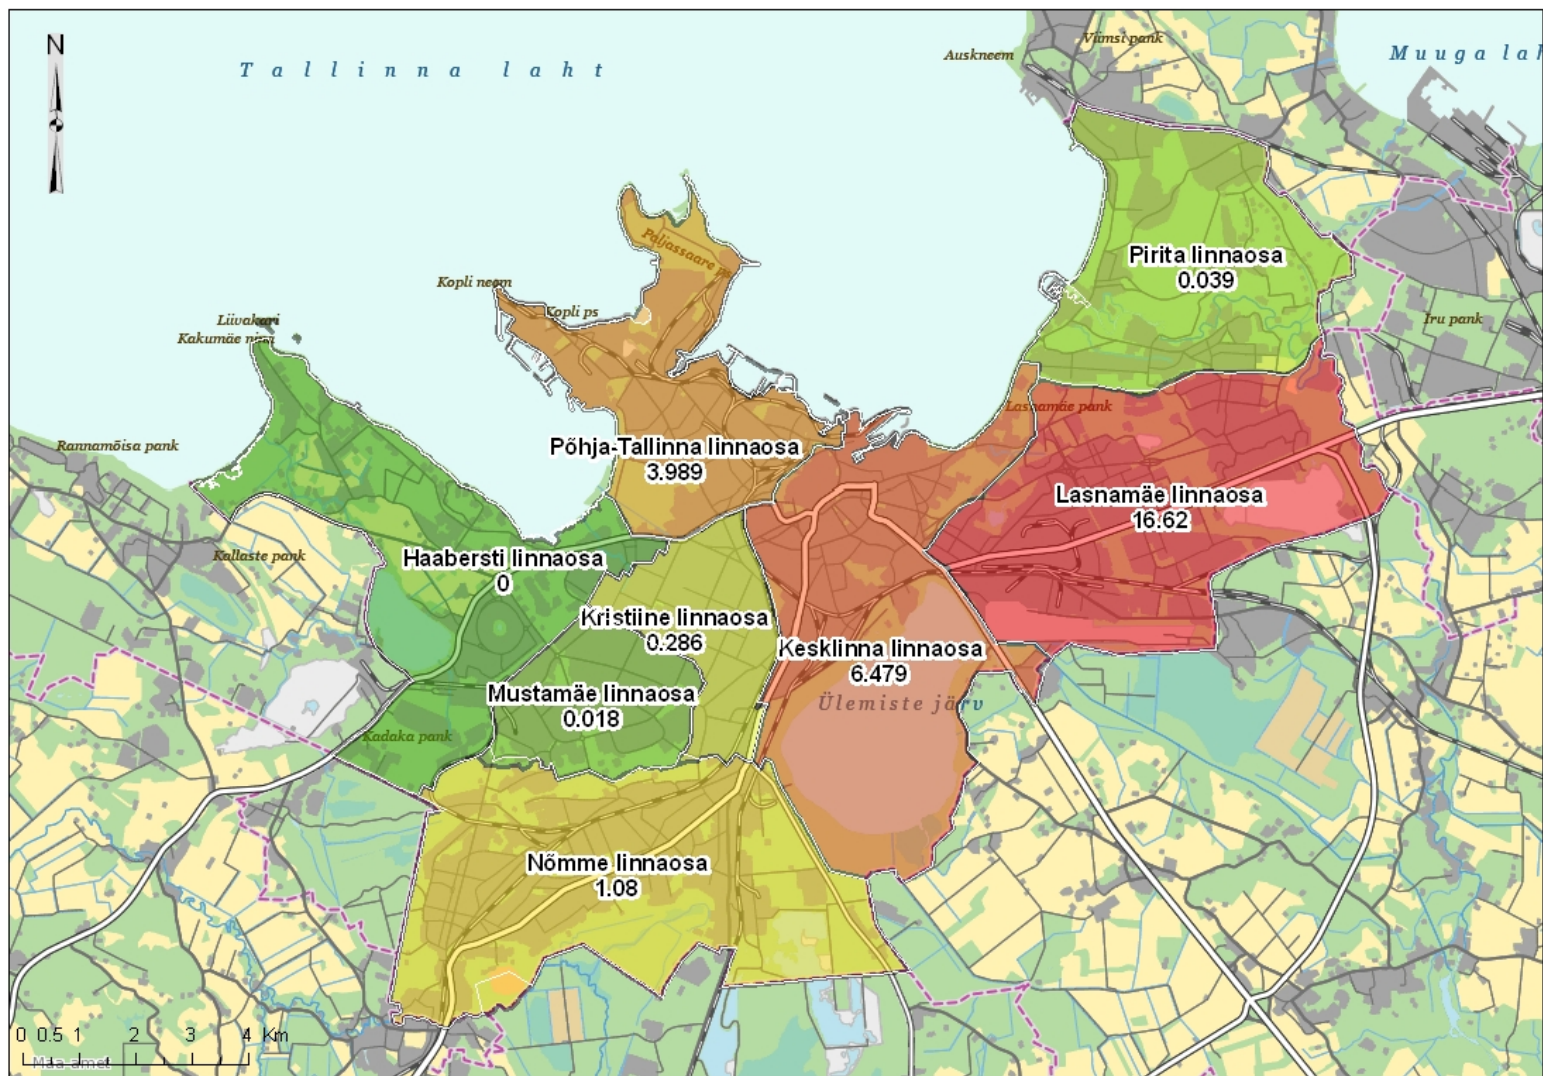 N
Tallinna laht
Auskneem
Viimsi pank
Muuga lah
Pirita linnaosa
0.039
Paljassaare ps
Kopli neem
Kopli ps
Liivakari
Kakumäe nina
Iru pank
Rannamõisa pank
Lasnamäe pank
Põhja-Tallinna linnaosa
3.989
Lasnamäe linnaosa
16.62
Kallaste pank
Haabersti linnaosa
0
Kristiine linnaosa
0.286
Kesklinna linnaosa
6.479
Ülemiste järv
Mustamäe linnaosa
0.018
Kadaka pank
Nõmme linnaosa
1.08
0 0.5 1 2 3 4 Km
Maa-amet